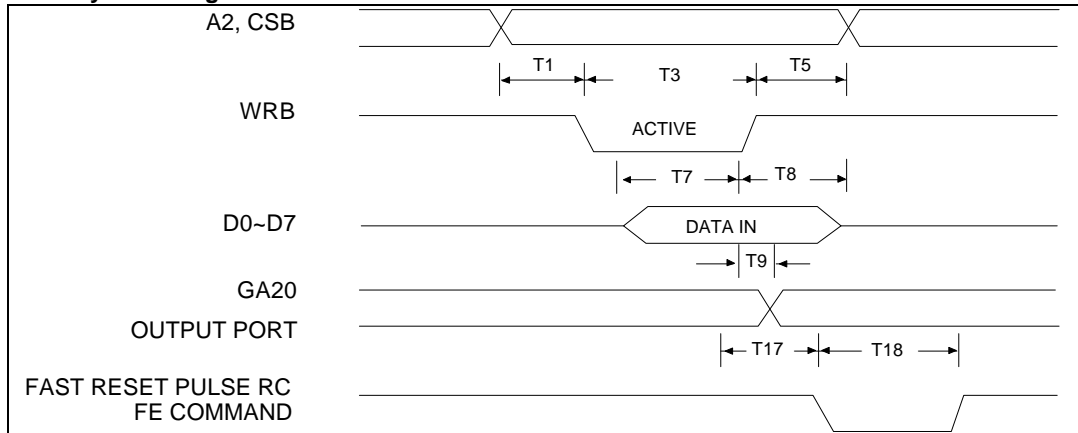 A2, CSB
T1
T3
T5
WRB
ACTIVE
T7
T8
D0~D7
DATA IN
T9
GA20
OUTPUT PORT
T17
T18
FAST RESET PULSE RC
FE COMMAND